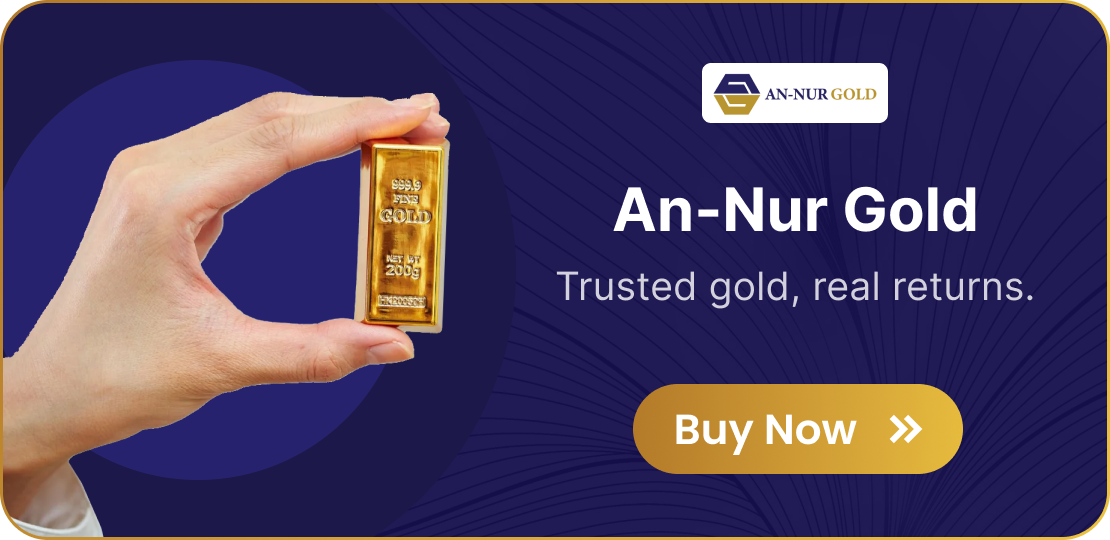 AN-NUR GOLD
An-Nur Gold
Trusted gold, real returns.
Buy Now
999.9
FINE
GOLD
NET WT
200g